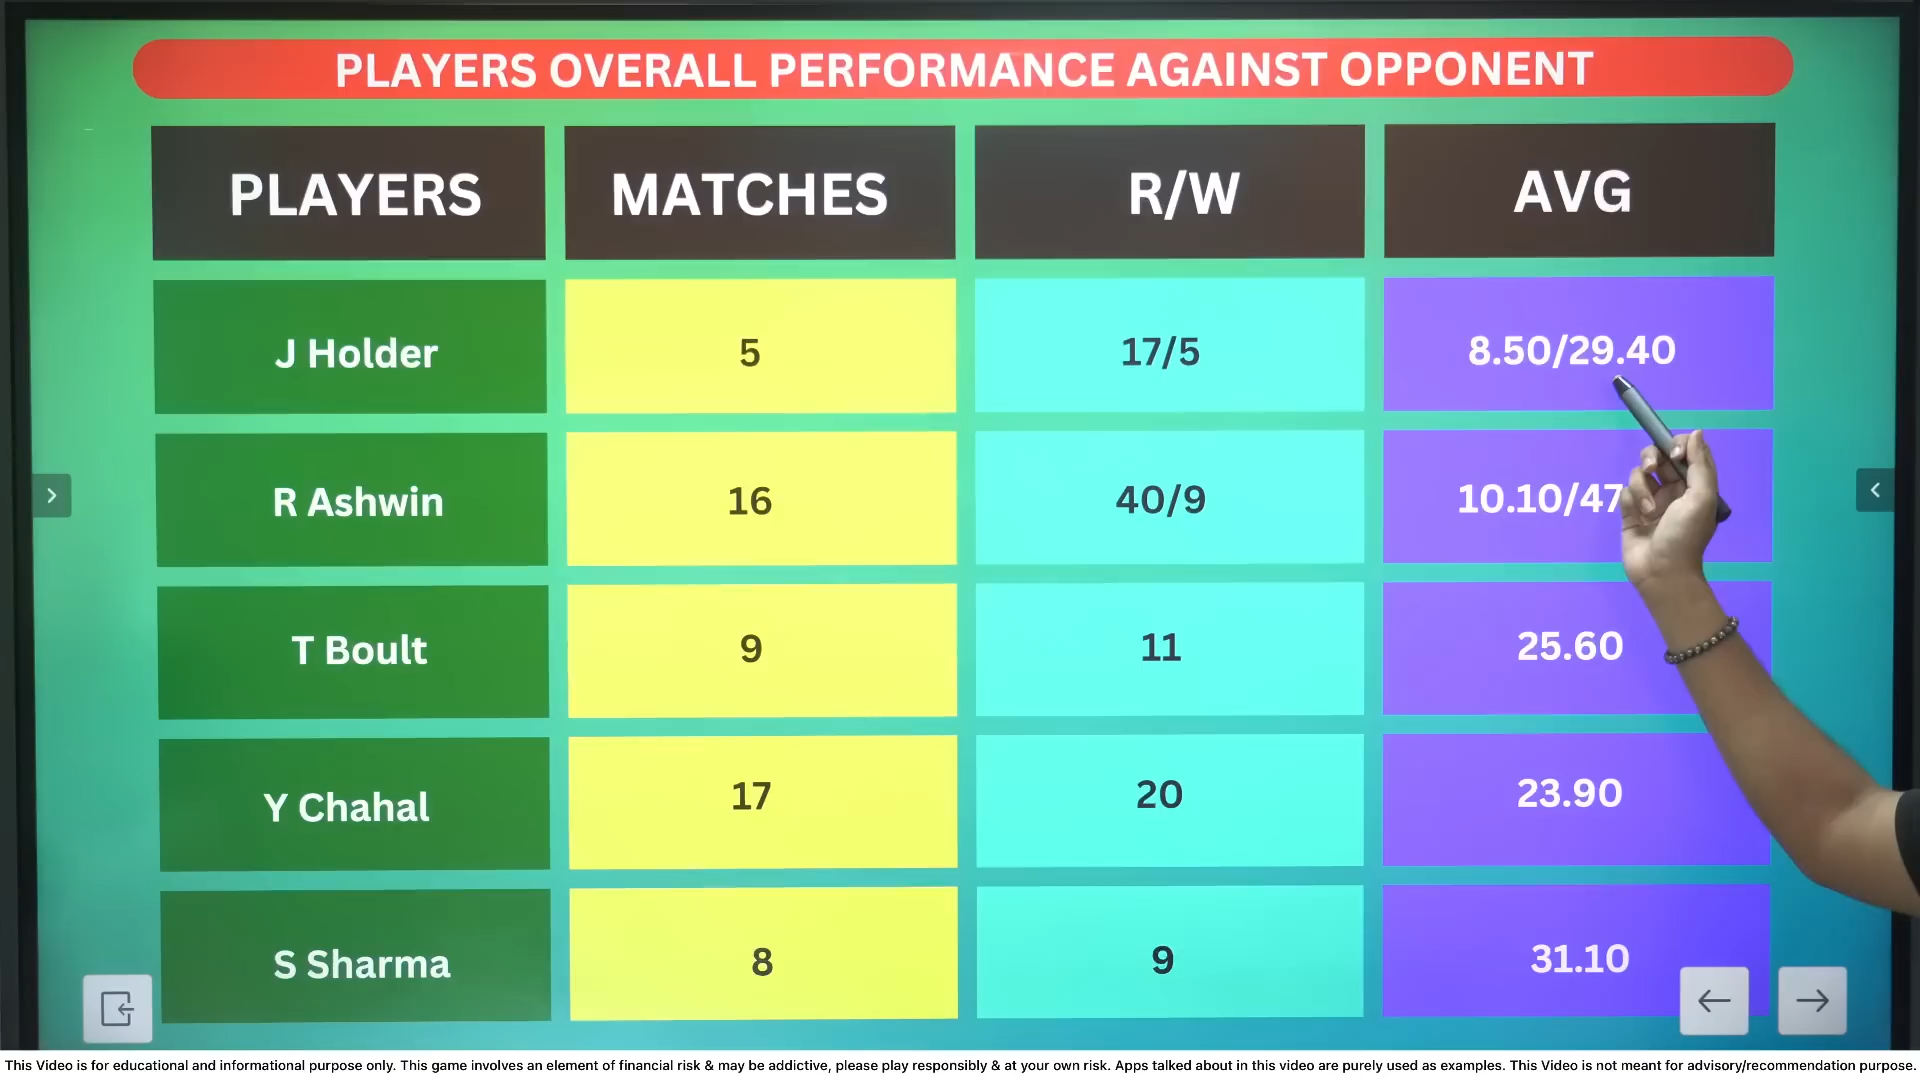 PLAYERS OVERALL PERFORMANCE AGAINST OPPONENT
PLAYERS MATCHES R/W AVG
J Holder 5 17/5 8.50/29.40
R Ashwin 16 40/9 10.10/47
T Boult 9 11 25.60
Y Chahal 17 20 23.90
S Sharma 8 9 31.10
This Video is for educational and informational purpose only. This game involves an element of financial risk & may be addictive, please play responsibly & at your own risk. Apps talked about in this video are purely used as examples. This Video is not meant for advisory/recommendation purpose.